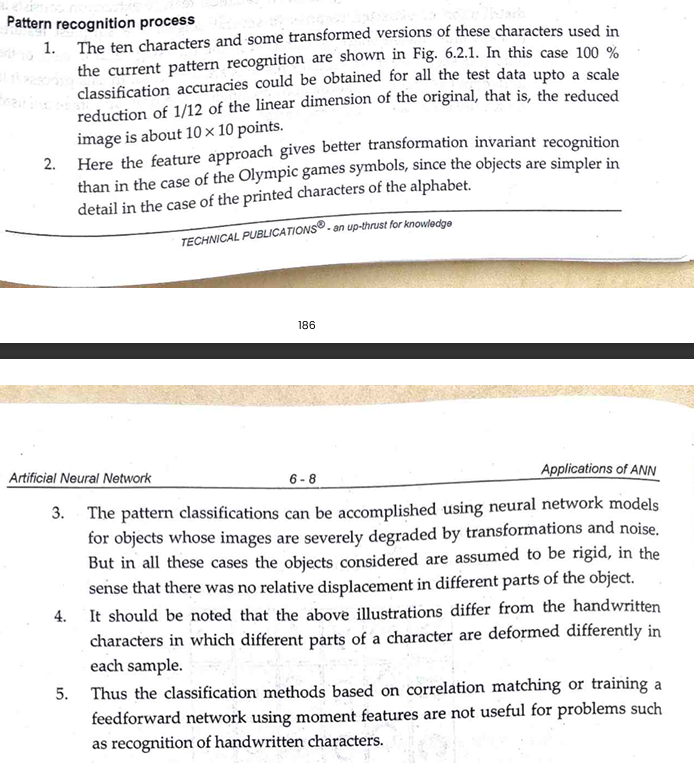 Pattern recognition process
1. The ten characters and some transformed versions of these characters used in
the current pattern recognition are shown in Fig. 6.2.1. In this case 100 %
classification accuracies could be obtained for all the test data upto a scale
reduction of 1/12 of the linear dimension of the original, that is, the reduced
image is about 10 × 10 points.
2. Here the feature approach gives better transformation invariant recognition
than in the case of the Olympic games symbols, since the objects are simpler in
detail in the case of the printed characters of the alphabet.
TECHNICAL PUBLICATIONS® - an up-thrust for knowledge
186
Artificial Neural Network 6 - 8 Applications of ANN
3. The pattern classifications can be accomplished using neural network models
for objects whose images are severely degraded by transformations and noise.
But in all these cases the objects considered are assumed to be rigid, in the
sense that there was no relative displacement in different parts of the object.
4. It should be noted that the above illustrations differ from the handwritten
characters in which different parts of a character are deformed differently in
each sample.
5. Thus the classification methods based on correlation matching or training a
feedforward network using moment features are not useful for problems such
as recognition of handwritten characters.